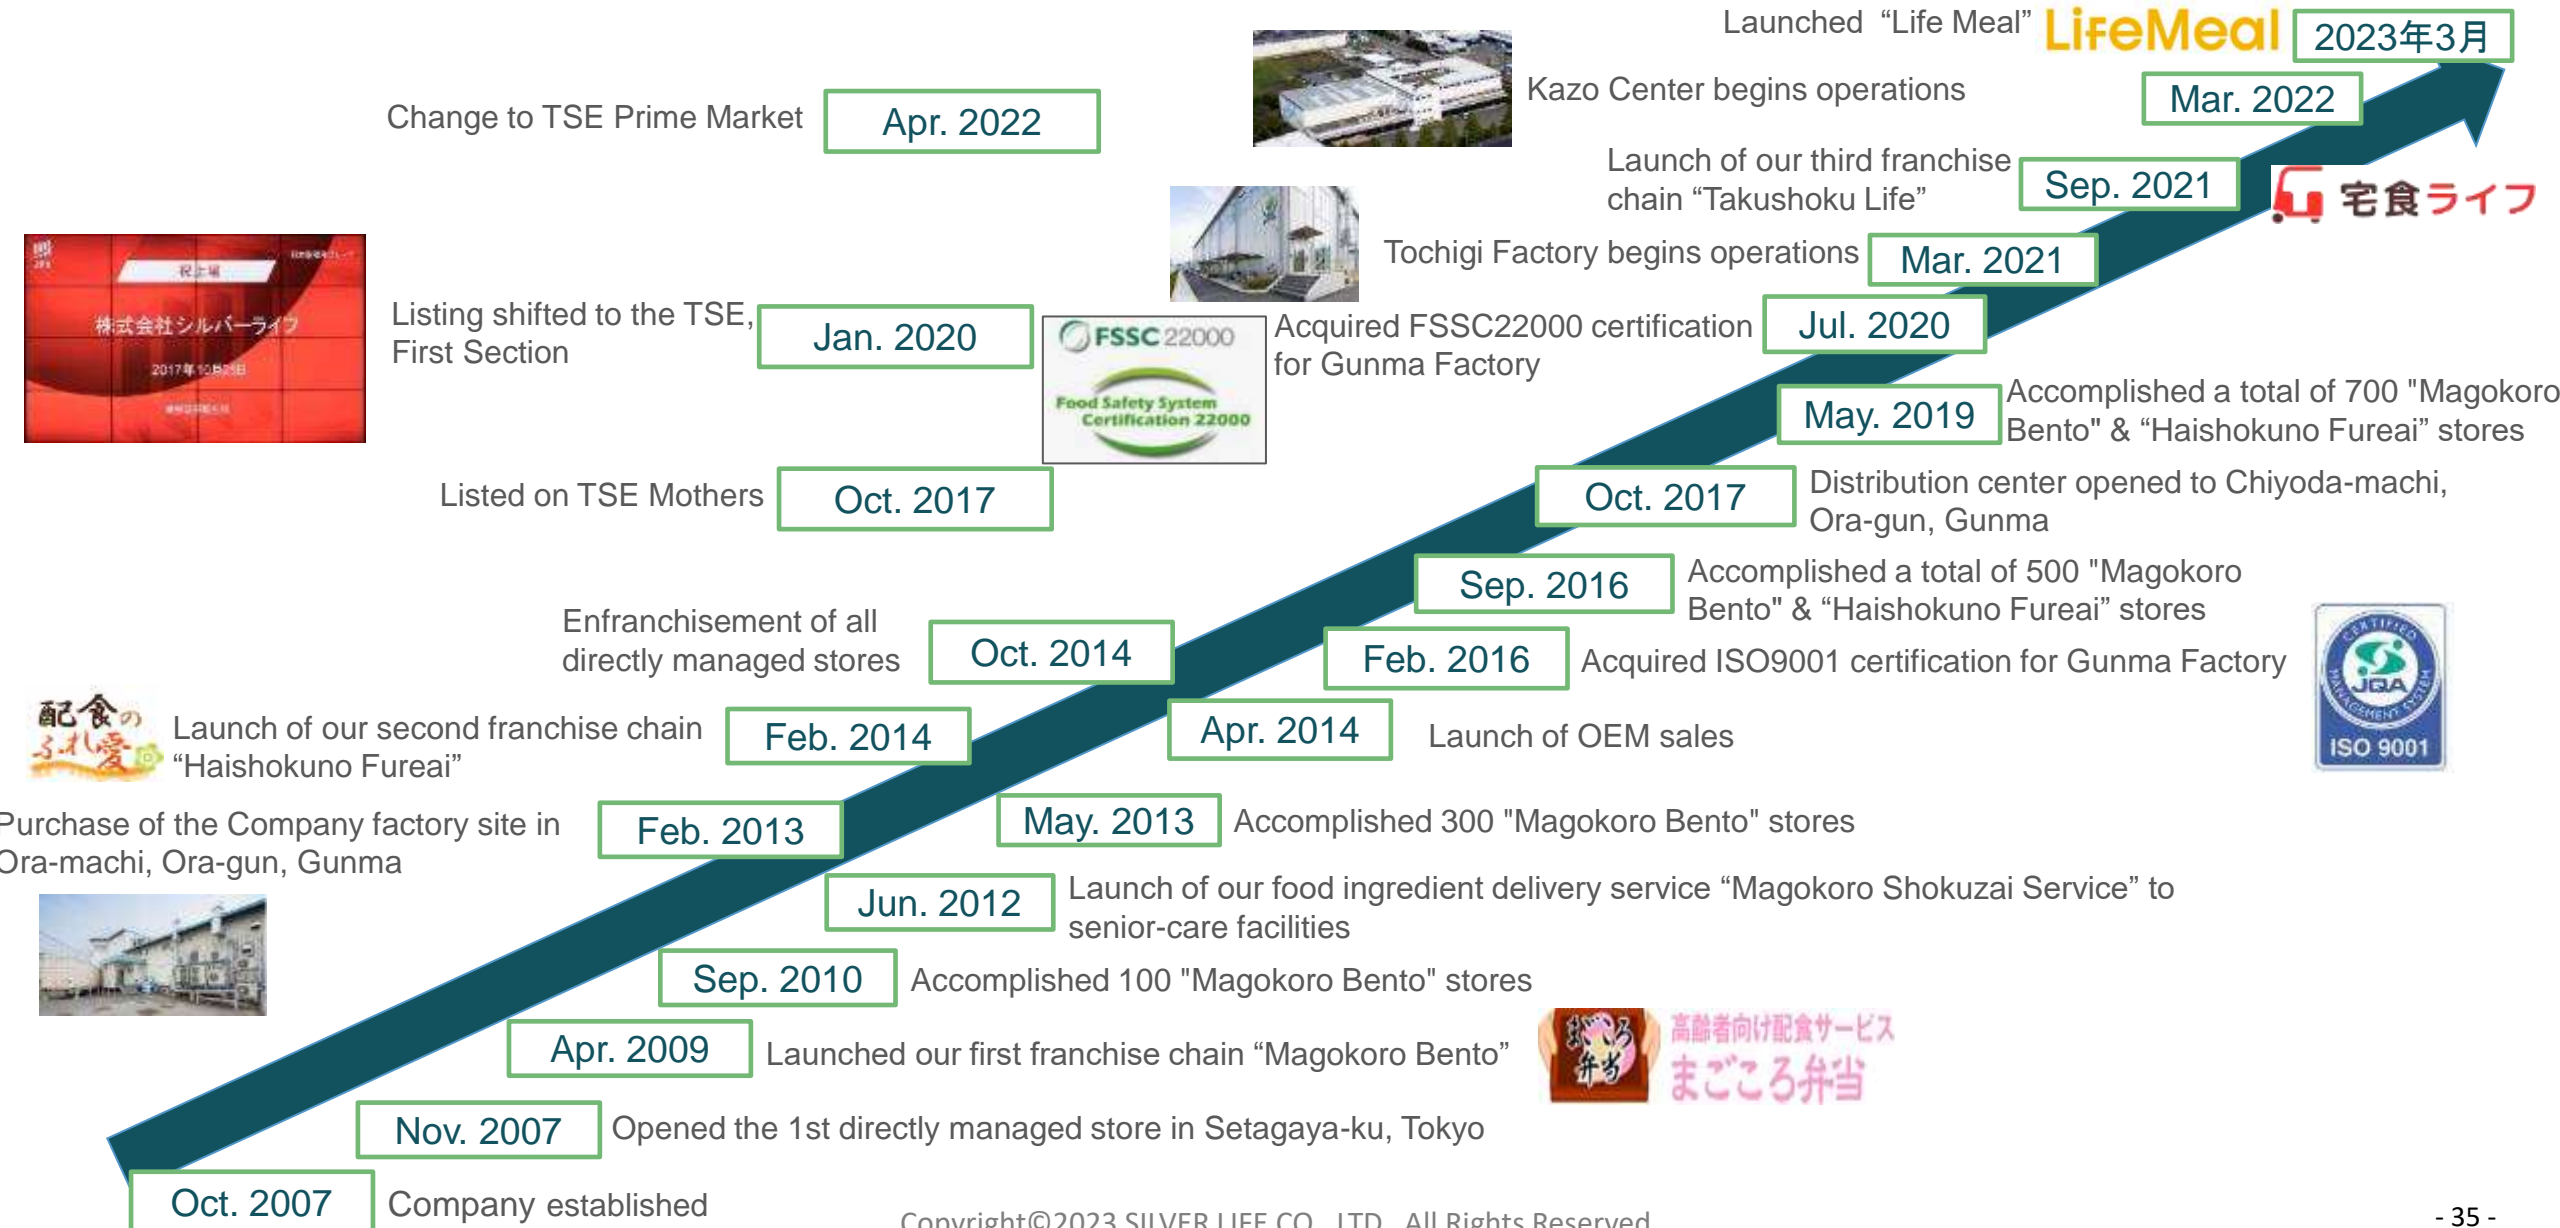 Launched “Life Meal”
LifeMeal
2023年3月
Kazo Center begins operations
Mar. 2022
Change to TSE Prime Market
Apr. 2022
Launch of our third franchise
chain “Takushoku Life”
Sep. 2021
宅食ライフ
Tochigi Factory begins operations
Mar. 2021
祝上場
株式会社シルバーライフ
Listing shifted to the TSE,
First Section
Jan. 2020
FSSC 22000
Food Safety System
Certification 22000
Acquired FSSC22000 certification
for Gunma Factory
Jul. 2020
May. 2019
Accomplished a total of 700 "Magokoro
Bento" & “Haishokuno Fureai” stores
Listed on TSE Mothers
Oct. 2017
Oct. 2017
Distribution center opened to Chiyoda-machi,
Ora-gun, Gunma
Sep. 2016
Accomplished a total of 500 "Magokoro
Bento" & “Haishokuno Fureai” stores
Enfranchisement of all
directly managed stores
Oct. 2014
Feb. 2016
Acquired ISO9001 certification for Gunma Factory
CERTIFIED
JQA
MANAGEMENT SYSTEM
ISO 9001
配食の
ふれ愛
Launch of our second franchise chain
“Haishokuno Fureai”
Feb. 2014
Apr. 2014
Launch of OEM sales
Purchase of the Company factory site in
Ora-machi, Ora-gun, Gunma
Feb. 2013
May. 2013
Accomplished 300 "Magokoro Bento" stores
Jun. 2012
Launch of our food ingredient delivery service “Magokoro Shokuzai Service” to
senior-care facilities
Sep. 2010
Accomplished 100 "Magokoro Bento" stores
Apr. 2009
Launched our first franchise chain “Magokoro Bento”
まごころ
弁当
高齢者向け配食サービス
まごころ弁当
Nov. 2007
Opened the 1st directly managed store in Setagaya-ku, Tokyo
Oct. 2007
Company established
Copyright©2023 SILVER LIFE CO., LTD. All Rights Reserved
- 35 -